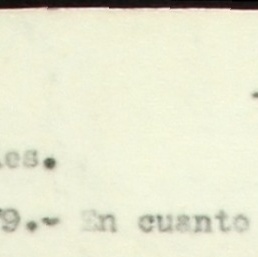 es.
9.- En cuanto